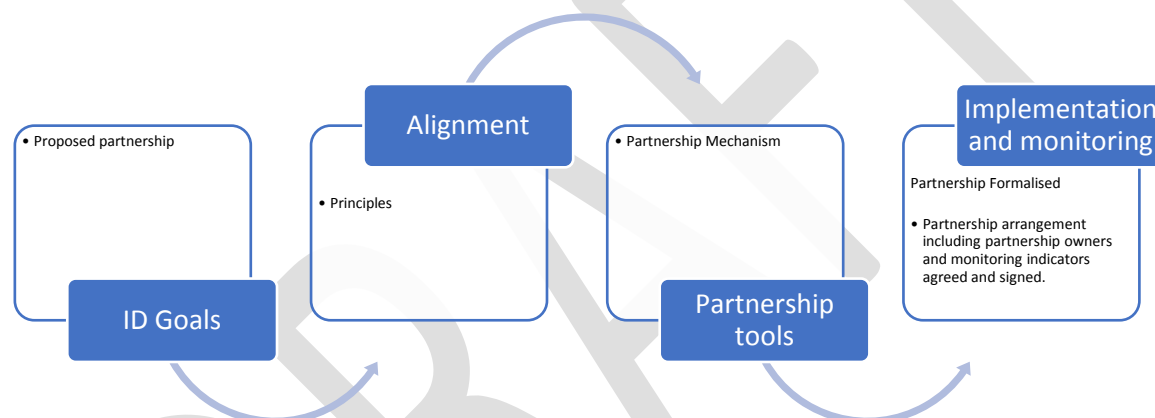 • Proposed partnership
ID Goals
Alignment
• Principles
• Partnership Mechanism
Partnership
tools
Implementation
and monitoring
Partnership Formalised
• Partnership arrangement
including partnership owners
and monitoring indicators
agreed and signed.
DRAFT